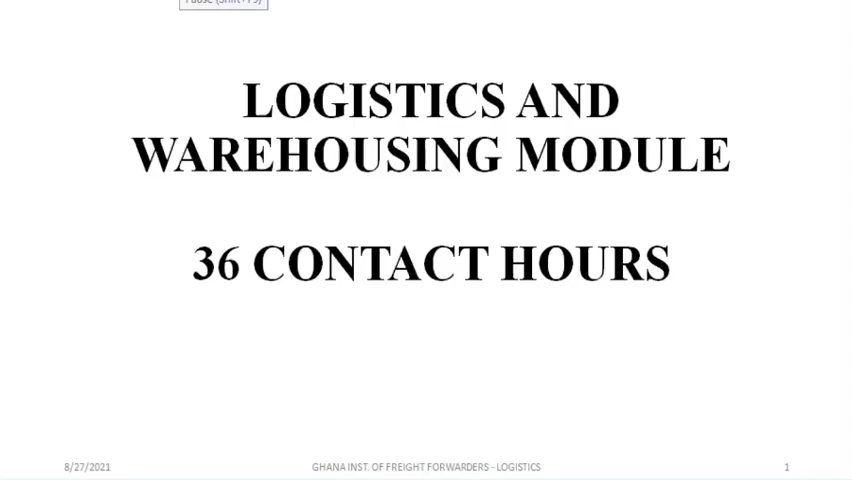 LOGISTICS AND
WAREHOUSING MODULE
36 CONTACT HOURS
8/27/2021 GHANA INST. OF FREIGHT FORWARDERS - LOGISTICS 1